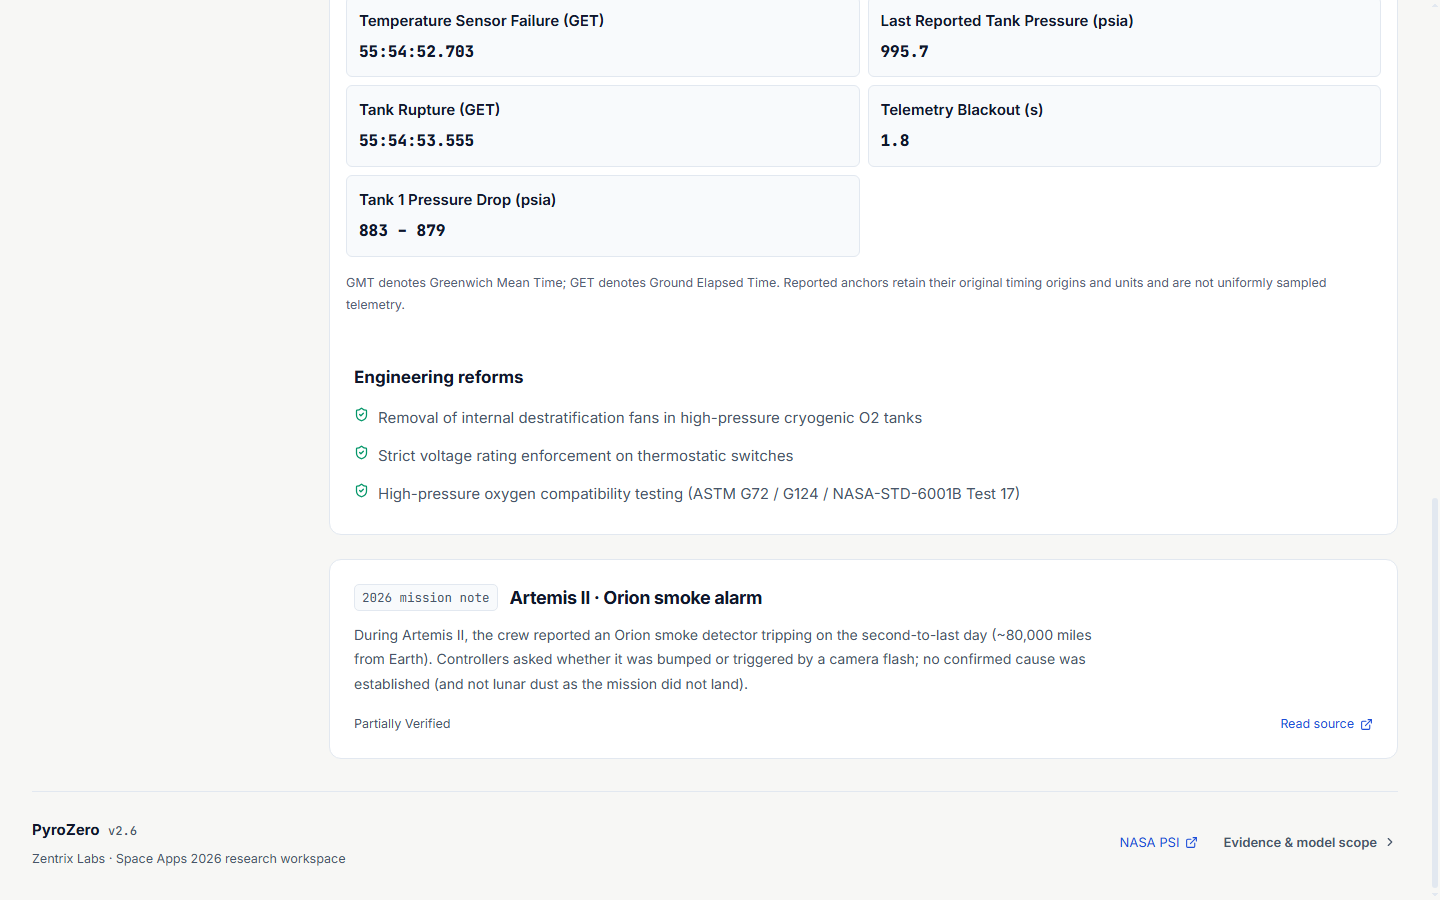 Temperature Sensor Failure (GET)
55:54:52.703
Last Reported Tank Pressure (psia)
995.7
Tank Rupture (GET)
55:54:53.555
Telemetry Blackout (s)
1.8
Tank 1 Pressure Drop (psia)
883 – 879
GMT denotes Greenwich Mean Time; GET denotes Ground Elapsed Time. Reported anchors retain their original timing origins and units and are not uniformly sampled
telemetry.
Engineering reforms
Removal of internal destratification fans in high-pressure cryogenic O2 tanks
Strict voltage rating enforcement on thermostatic switches
High-pressure oxygen compatibility testing (ASTM G72 / G124 / NASA-STD-6001B Test 17)
2026 mission note
Artemis II · Orion smoke alarm
During Artemis II, the crew reported an Orion smoke detector tripping on the second-to-last day (~80,000 miles
from Earth). Controllers asked whether it was bumped or triggered by a camera flash; no confirmed cause was
established (and not lunar dust as the mission did not land).
Partially Verified
Read source
PyroZero v2.6
Zentrix Labs · Space Apps 2026 research workspace
NASA PSI
Evidence & model scope